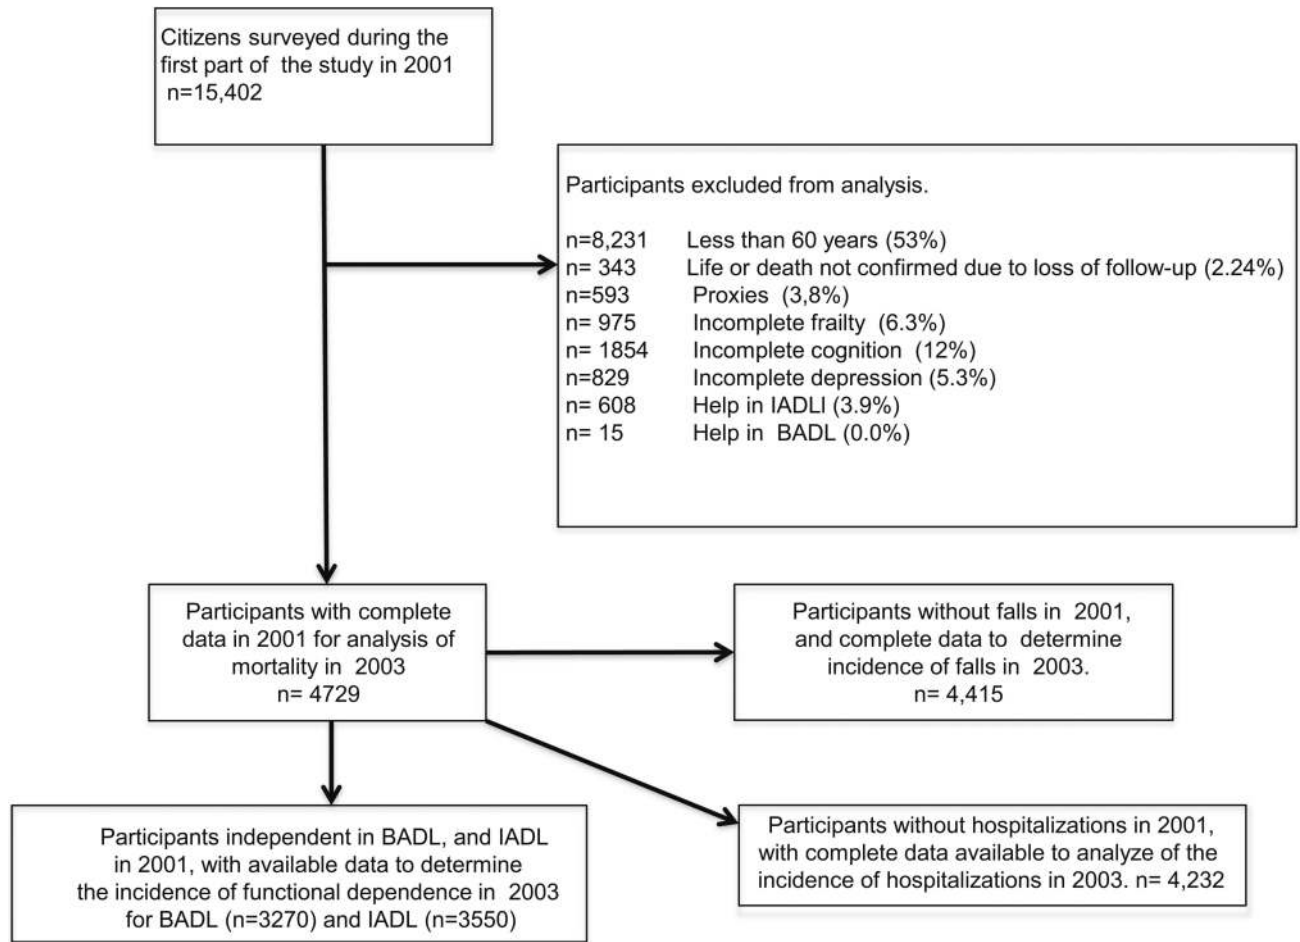 Citizens surveyed during the
first part of the study in 2001
n=15,402
Participants excluded from analysis.
n=8,231 Less than 60 years (53%)
n= 343 Life or death not confirmed due to loss of follow-up (2.24%)
n=593 Proxies (3,8%)
n= 975 Incomplete frailty (6.3%)
n= 1854 Incomplete cognition (12%)
n=829 Incomplete depression (5.3%)
n= 608 Help in IADLI (3.9%)
n= 15 Help in BADL (0.0%)
Participants with complete
data in 2001 for analysis of
mortality in 2003
n= 4729
Participants without falls in 2001,
and complete data to determine
incidence of falls in 2003.
n= 4,415
Participants independent in BADL, and IADL
in 2001, with available data to determine
the incidence of functional dependence in 2003
for BADL (n=3270) and IADL (n=3550)
Participants without hospitalizations in 2001,
with complete data available to analyze of the
incidence of hospitalizations in 2003. n= 4,232